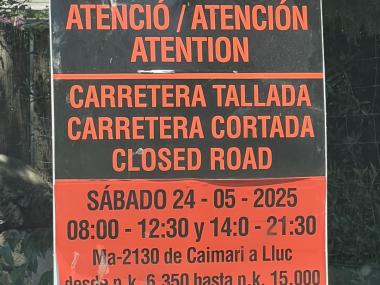 ATENCIÓ / ATENCIÓN
ATTENTION
CARRETERA TALLADA
CARRETERA CORTADA
CLOSED ROAD
SÁBADO 24 - 05 - 2025
08:00 - 12:30 y 14:0 - 21:30
Ma-2130 de Caimari a Lluc
desde p.k. 6,350 hasta p.k. 15,000